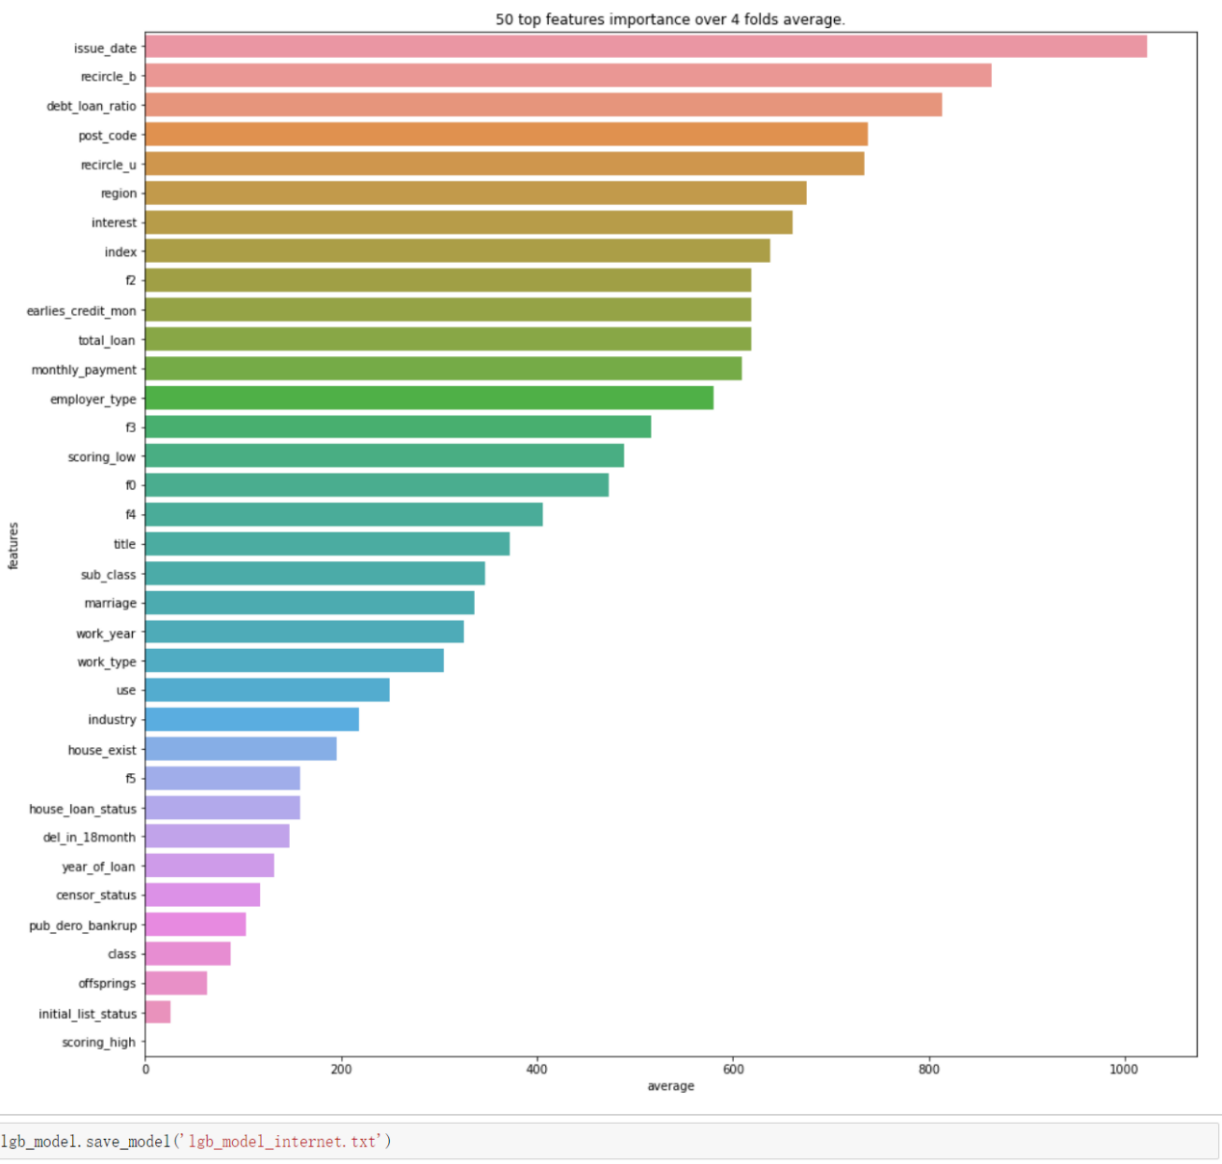 50 top features importance over 4 folds average.
issue_date
recircle_b
debt_loan_ratio
post_code
recircle_u
region
interest
index
f2
earlies_credit_mon
total_loan
monthly_payment
employer_type
f3
scoring_low
f0
f4
title
sub_class
marriage
work_year
work_type
use
industry
house_exist
f5
house_loan_status
del_in_18month
year_of_loan
censor_status
pub_dero_bankrup
class
offsprings
initial_list_status
scoring_high
features
0 200 400 600 800 1000
average
lgb_model.save_model('lgb_model_internet.txt')